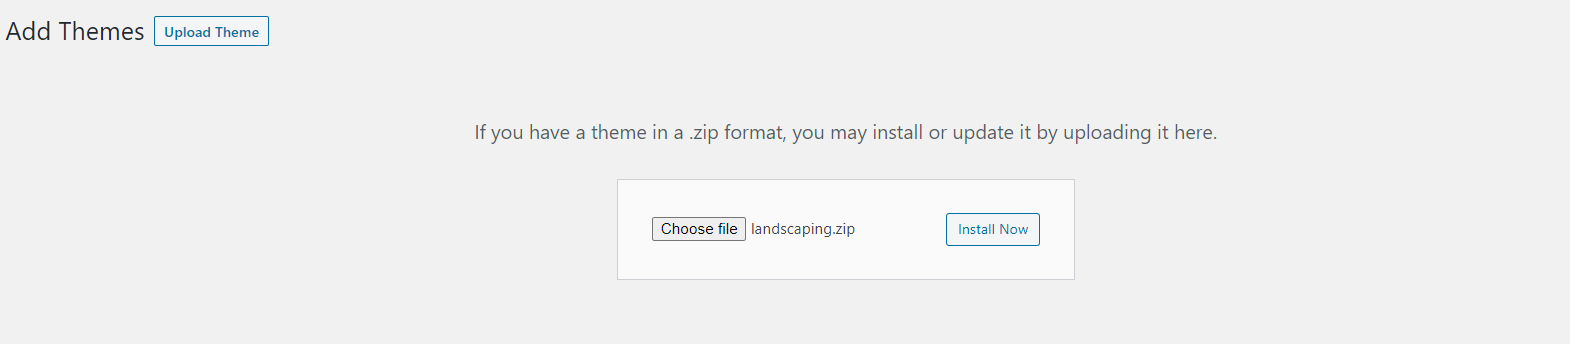 Add Themes Upload Theme
If you have a theme in a .zip format, you may install or update it by uploading it here.
Choose file landscaping.zip Install Now